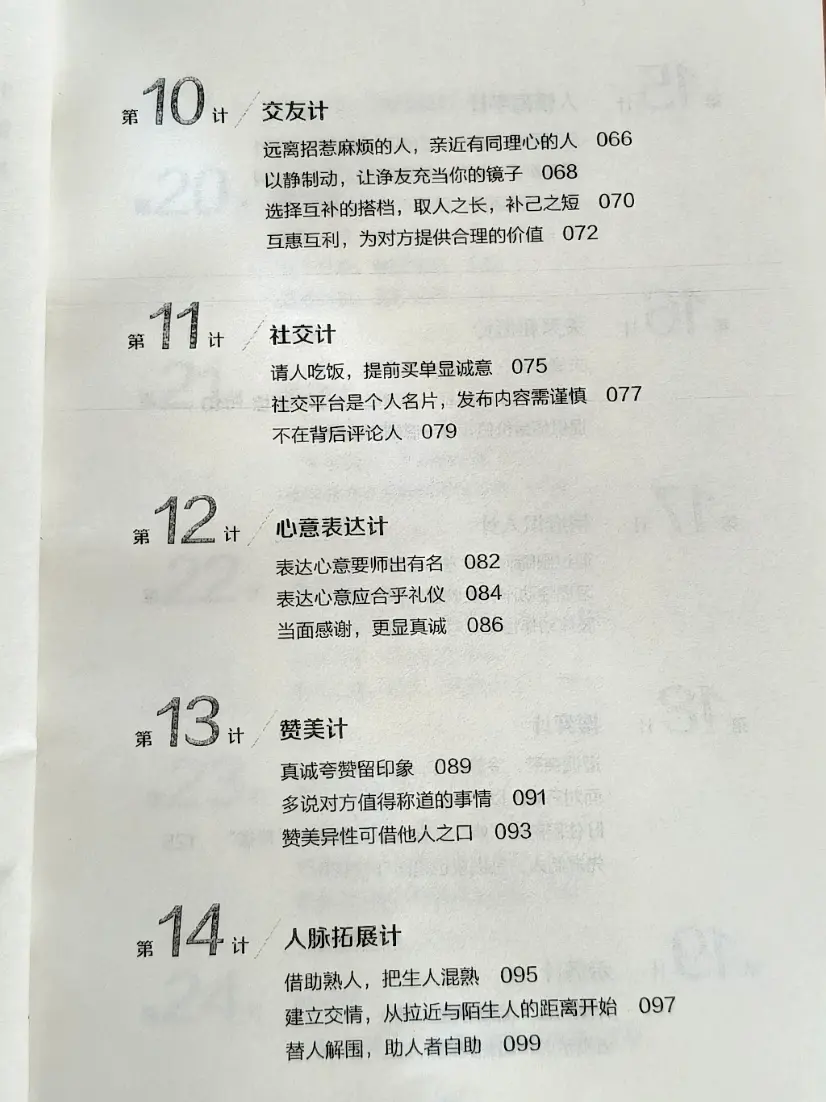 第10计 / 交友计
远离招惹麻烦的人，亲近有同理心的人 066
以静制动，让诤友充当你的镜子 068
选择互补的搭档，取人之长，补己之短 070
互惠互利，为对方提供合理的价值 072
第11计 / 社交计
请人吃饭，提前买单显诚意 075
社交平台是个人名片，发布内容需谨慎 077
不在背后评论人 079
第12计 / 心意表达计
表达心意要师出有名 082
表达心意应合乎礼仪 084
当面感谢，更显真诚 086
第13计 / 赞美计
真诚夸赞留印象 089
多说对方值得称道的事情 091
赞美异性可借他人之口 093
第14计 / 人脉拓展计
借助熟人，把生人混熟 095
建立交情，从拉近与陌生人的距离开始 097
替人解围，助人者自助 099